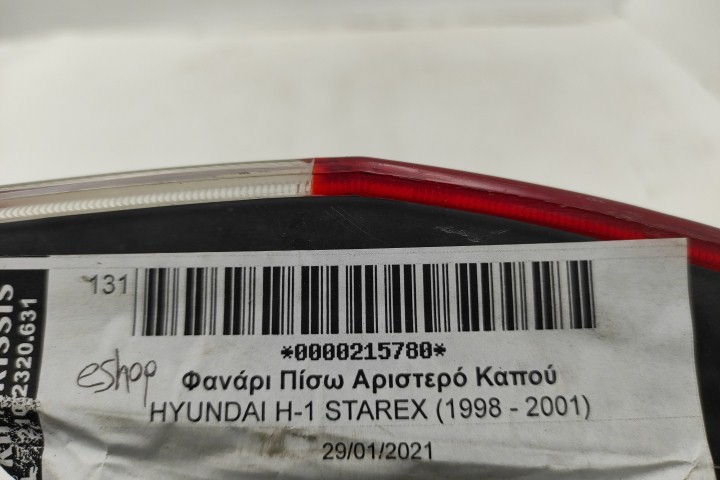 131
*0000215780*
eshop
Φανάρι Πίσω Αριστερό Καπού
HYUNDAI H-1 STAREX (1998 - 2001)
29/01/2021